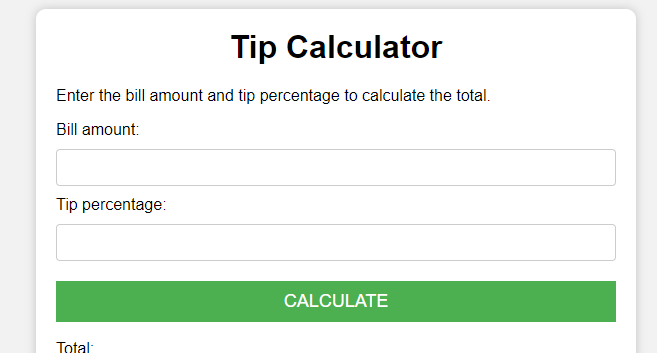 Tip Calculator
Enter the bill amount and tip percentage to calculate the total.
Bill amount:
Tip percentage:
CALCULATE
Total: